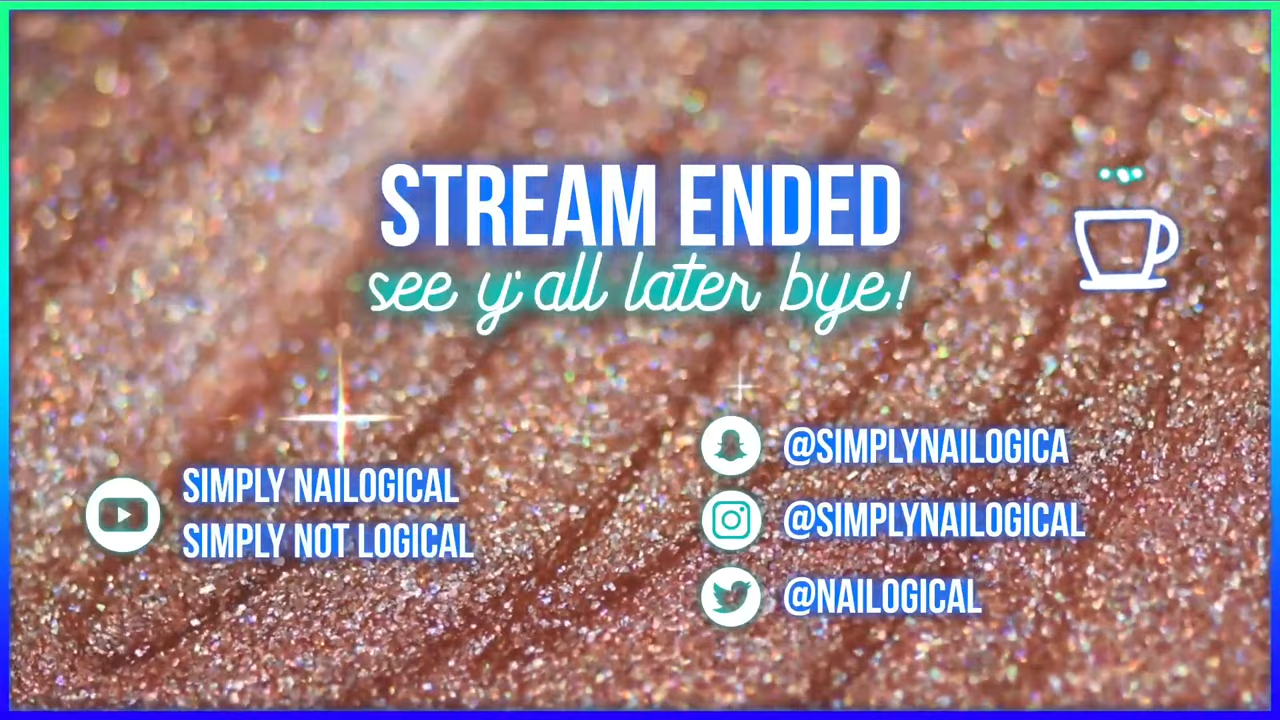 STREAM ENDED
see y'all later bye!
SIMPLY NAILOGICAL
SIMPLY NOT LOGICAL
@SIMPLYNAILOGICA
@SIMPLYNAILOGICAL
@NAILOGICAL